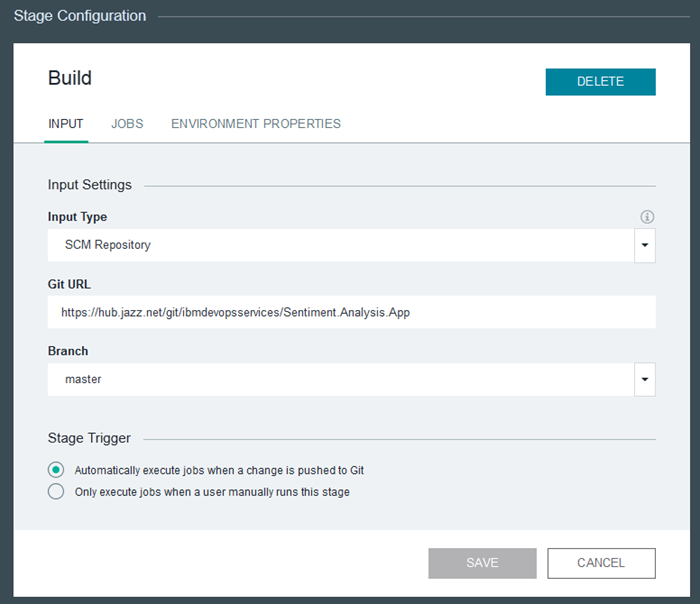 Stage Configuration
Build
DELETE
INPUT JOBS ENVIRONMENT PROPERTIES
Input Settings
Input Type
SCM Repository
Git URL
https://hub.jazz.net/git/ibmdevopsservices/Sentiment.Analysis.App
Branch
master
Stage Trigger
Automatically execute jobs when a change is pushed to Git
Only execute jobs when a user manually runs this stage
SAVE CANCEL